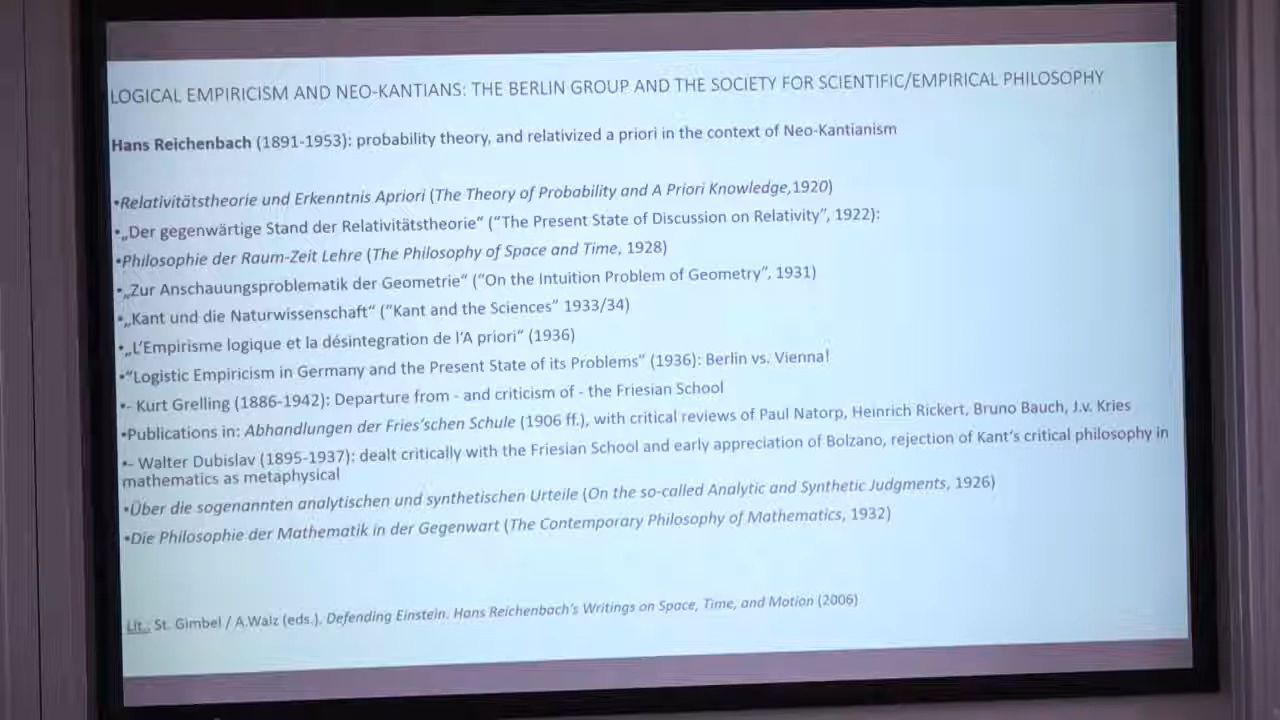 LOGICAL EMPIRICISM AND NEO-KANTIANS: THE BERLIN GROUP AND THE SOCIETY FOR SCIENTIFIC/EMPIRICAL PHILOSOPHY
Hans Reichenbach (1891-1953): probability theory, and relativized a priori in the context of Neo-Kantianism
•Relativitätstheorie und Erkenntnis Apriori (The Theory of Probability and A Priori Knowledge,1920)
•„Der gegenwärtige Stand der Relativitätstheorie“ (“The Present State of Discussion on Relativity”, 1922):
•Philosophie der Raum-Zeit Lehre (The Philosophy of Space and Time, 1928)
•„Zur Anschauungsproblematik der Geometrie“ (“On the Intuition Problem of Geometry”, 1931)
•„Kant und die Naturwissenschaft“ (“Kant and the Sciences” 1933/34)
•„L’Empirisme logique et la désintegration de l’A priori“ (1936)
•“Logistic Empiricism in Germany and the Present State of its Problems” (1936): Berlin vs. Vienna!
•- Kurt Grelling (1886-1942): Departure from - and criticism of - the Friesian School
•Publications in: Abhandlungen der Fries’schen Schule (1906 ff.), with critical reviews of Paul Natorp, Heinrich Rickert, Bruno Bauch, J.v. Kries
•- Walter Dubislav (1895-1937): dealt critically with the Friesian School and early appreciation of Bolzano, rejection of Kant’s critical philosophy in
mathematics as metaphysical
•Über die sogenannten analytischen und synthetischen Urteile (On the so-called Analytic and Synthetic Judgments, 1926)
•Die Philosophie der Mathematik in der Gegenwart (The Contemporary Philosophy of Mathematics, 1932)
Lit.: St. Gimbel / A.Walz (eds.), Defending Einstein. Hans Reichenbach’s Writings on Space, Time, and Motion (2006)